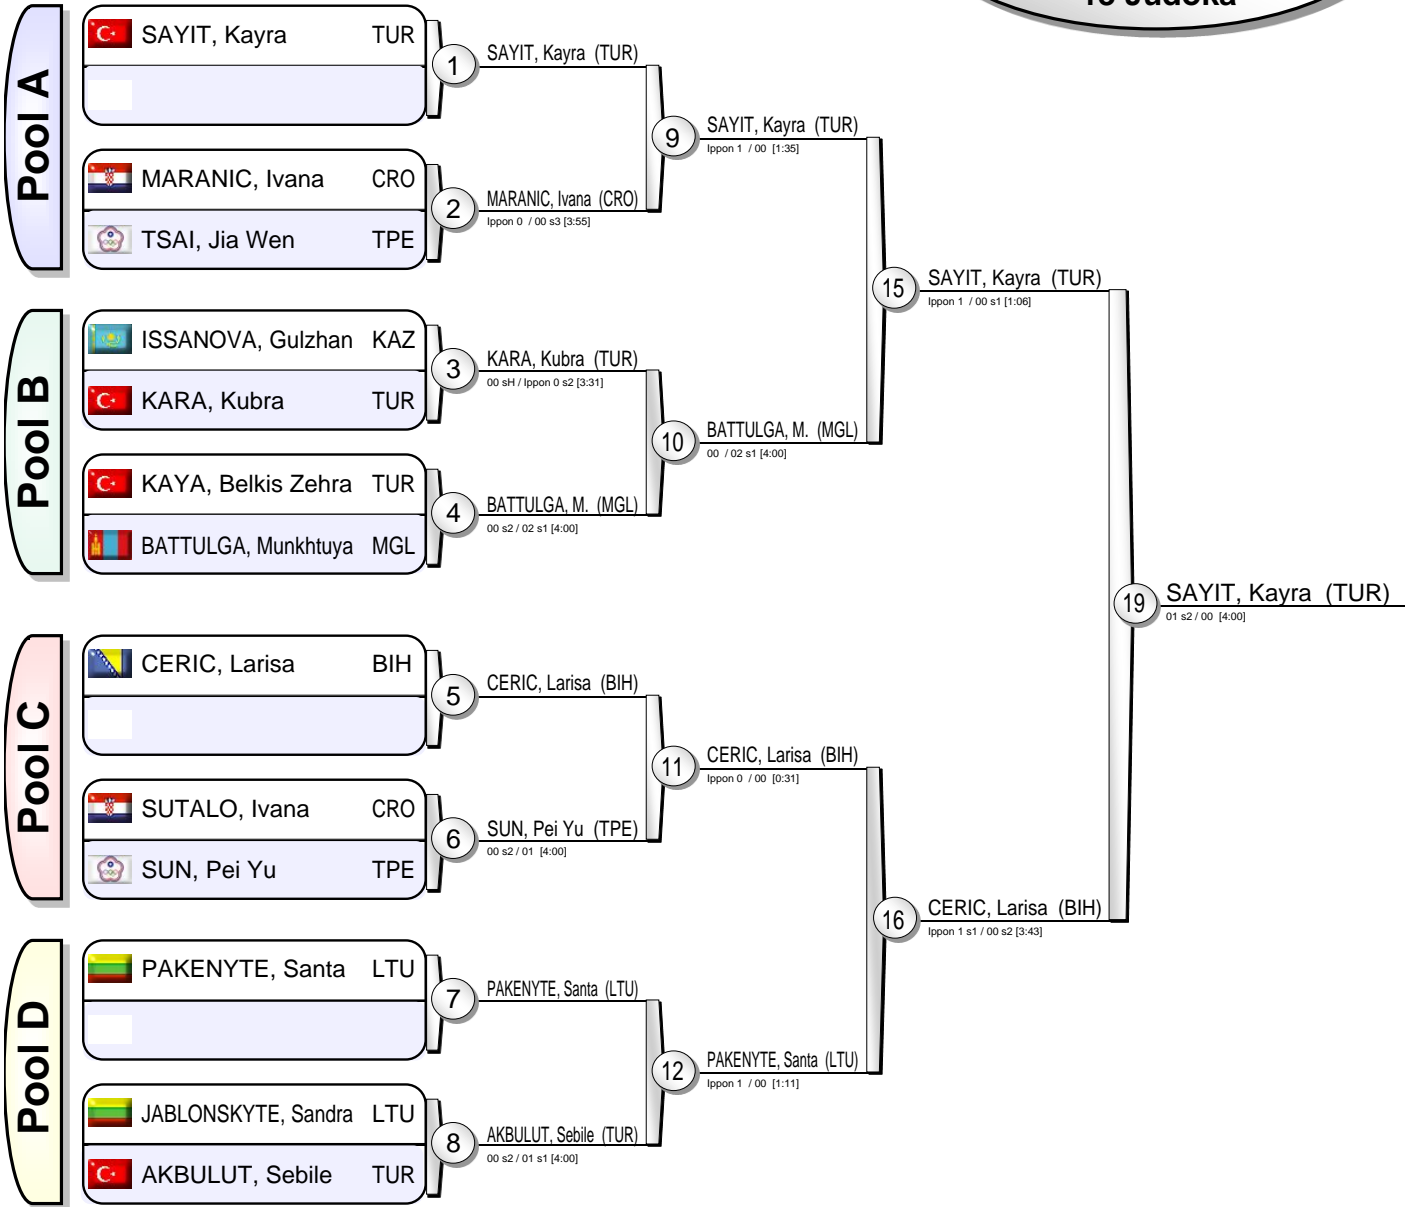 13 Judoka
Pool A
SAYIT, Kayra TUR
MARANIC, Ivana CRO
TSAI, Jia Wen TPE
Pool B
ISSANOVA, Gulzhan KAZ
KARA, Kubra TUR
KAYA, Belkis Zehra TUR
BATTULGA, Munkhtuya MGL
Pool C
CERIC, Larisa BIH
SUTALO, Ivana CRO
SUN, Pei Yu TPE
Pool D
PAKENYTE, Santa LTU
JABLONSKYTE, Sandra LTU
AKBULUT, Sebile TUR
1
SAYIT, Kayra (TUR)
2
MARANIC, Ivana (CRO)
Ippon 0 / 00 s3 [3:55]
3
KARA, Kubra (TUR)
00 sH / Ippon 0 s2 [3:31]
4
BATTULGA, M. (MGL)
00 s2 / 02 s1 [4:00]
5
CERIC, Larisa (BIH)
6
SUN, Pei Yu (TPE)
00 s2 / 01 [4:00]
7
PAKENYTE, Santa (LTU)
8
AKBULUT, Sebile (TUR)
00 s2 / 01 s1 [4:00]
9
SAYIT, Kayra (TUR)
Ippon 1 / 00 [1:35]
10
BATTULGA, M. (MGL)
00 / 02 s1 [4:00]
11
CERIC, Larisa (BIH)
Ippon 0 / 00 [0:31]
12
PAKENYTE, Santa (LTU)
Ippon 1 / 00 [1:11]
15
SAYIT, Kayra (TUR)
Ippon 1 / 00 s1 [1:06]
16
CERIC, Larisa (BIH)
Ippon 1 s1 / 00 s2 [3:43]
19
SAYIT, Kayra (TUR)
01 s2 / 00 [4:00]